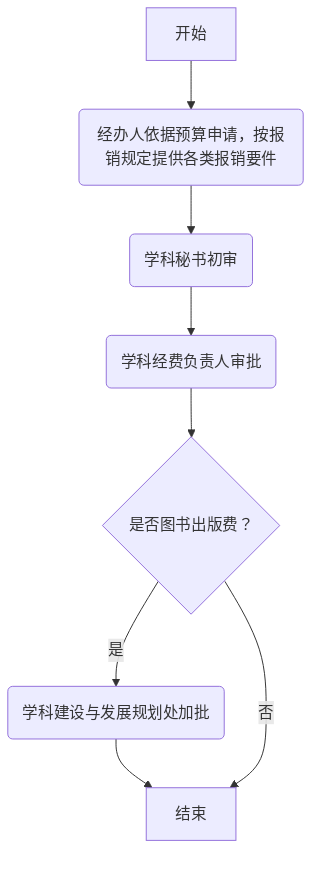 开始
经办人依据预算申请，按报
销规定提供各类报销要件
学科秘书初审
学科经费负责人审批
是否图书出版费？
是
学科建设与发展规划处加批
否
结束